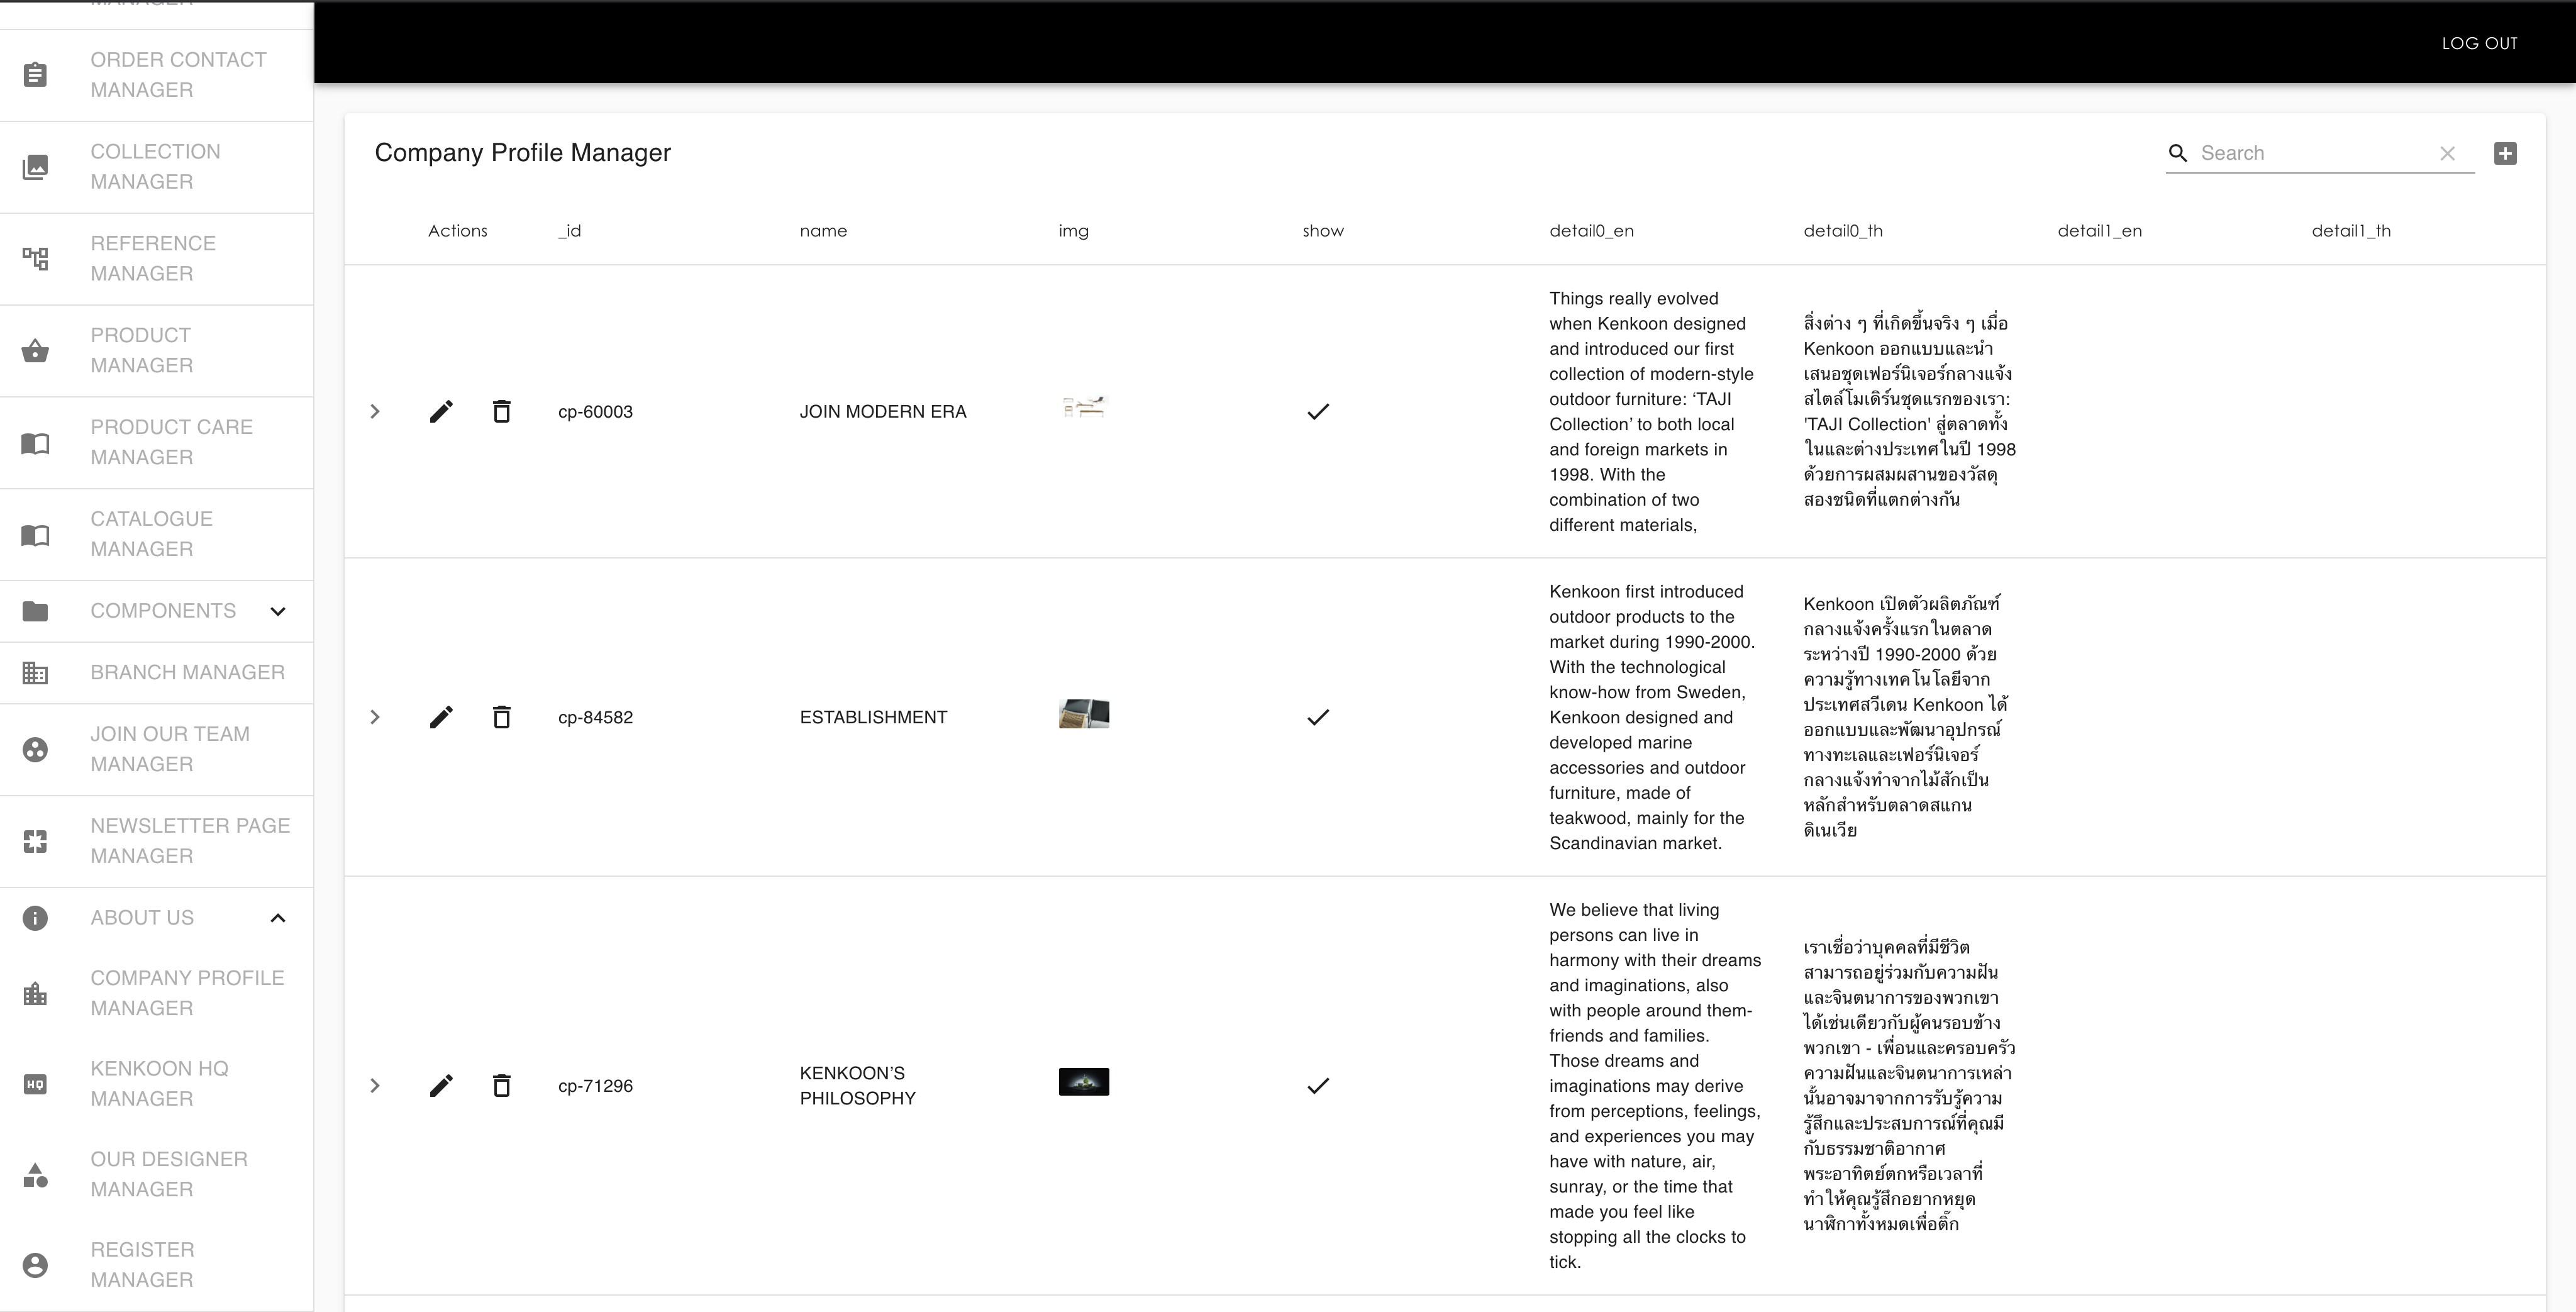 ORDER CONTACT
MANAGER
COLLECTION
MANAGER
REFERENCE
MANAGER
PRODUCT
MANAGER
PRODUCT CARE
MANAGER
CATALOGUE
MANAGER
COMPONENTS
BRANCH MANAGER
JOIN OUR TEAM
MANAGER
NEWSLETTER PAGE
MANAGER
ABOUT US
COMPANY PROFILE
MANAGER
HQ
KENKOON HQ
MANAGER
OUR DESIGNER
MANAGER
REGISTER
MANAGER
LOG OUT
Company Profile Manager
Search
Actions _id name img show detail0_en detail0_th detail1_en detail1_th
cp-60003
JOIN MODERN ERA
Things really evolved
when Kenkoon designed
and introduced our first
collection of modern-style
outdoor furniture: ‘TAJI
Collection’ to both local
and foreign markets in
1998. With the
combination of two
different materials,
สิ่งต่าง ๆ ที่เกิดขึ้นจริง ๆ เมื่อ
Kenkoon ออกแบบและนำ
เสนอชุดเฟอร์นิเจอร์กลางแจ้ง
สไตล์โมเดิร์นชุดแรกของเรา:
'TAJI Collection' สู่ตลาดทั้ง
ในและต่างประเทศในปี 1998
ด้วยการผสมผสานของวัสดุ
สองชนิดที่แตกต่างกัน
cp-84582
ESTABLISHMENT
Kenkoon first introduced
outdoor products to the
market during 1990-2000.
With the technological
know-how from Sweden,
Kenkoon designed and
developed marine
accessories and outdoor
furniture, made of
teakwood, mainly for the
Scandinavian market.
Kenkoon เปิดตัวผลิตภัณฑ์
กลางแจ้งครั้งแรกในตลาด
ระหว่างปี 1990-2000 ด้วย
ความรู้ทางเทคโนโลยีจาก
ประเทศสวีเดน Kenkoon ได้
ออกแบบและพัฒนาอุปกรณ์
ทางทะเลและเฟอร์นิเจอร์
กลางแจ้งทำจากไม้สักเป็น
หลักสำหรับตลาดสแกน
ดิเนเวีย
cp-71296
KENKOON’S
PHILOSOPHY
We believe that living
persons can live in
harmony with their dreams
and imaginations, also
with people around them-
friends and families.
Those dreams and
imaginations may derive
from perceptions, feelings,
and experiences you may
have with nature, air,
sunray, or the time that
made you feel like
stopping all the clocks to
tick.
เราเชื่อว่าบุคคลที่มีชีวิต
สามารถอยู่ร่วมกับความฝัน
และจินตนาการของพวกเขา
ได้เช่นเดียวกับผู้คนรอบข้าง
พวกเขา - เพื่อนและครอบครัว
ความฝันและจินตนาการเหล่า
นั้นอาจมาจากการรับรู้ความ
รู้สึกและประสบการณ์ที่คุณมี
กับธรรมชาติอากาศ
พระอาทิตย์ตกหรือเวลาที่
ทำให้คุณรู้สึกอยากหยุด
นาฬิกาทั้งหมดเพื่อติ๊ก